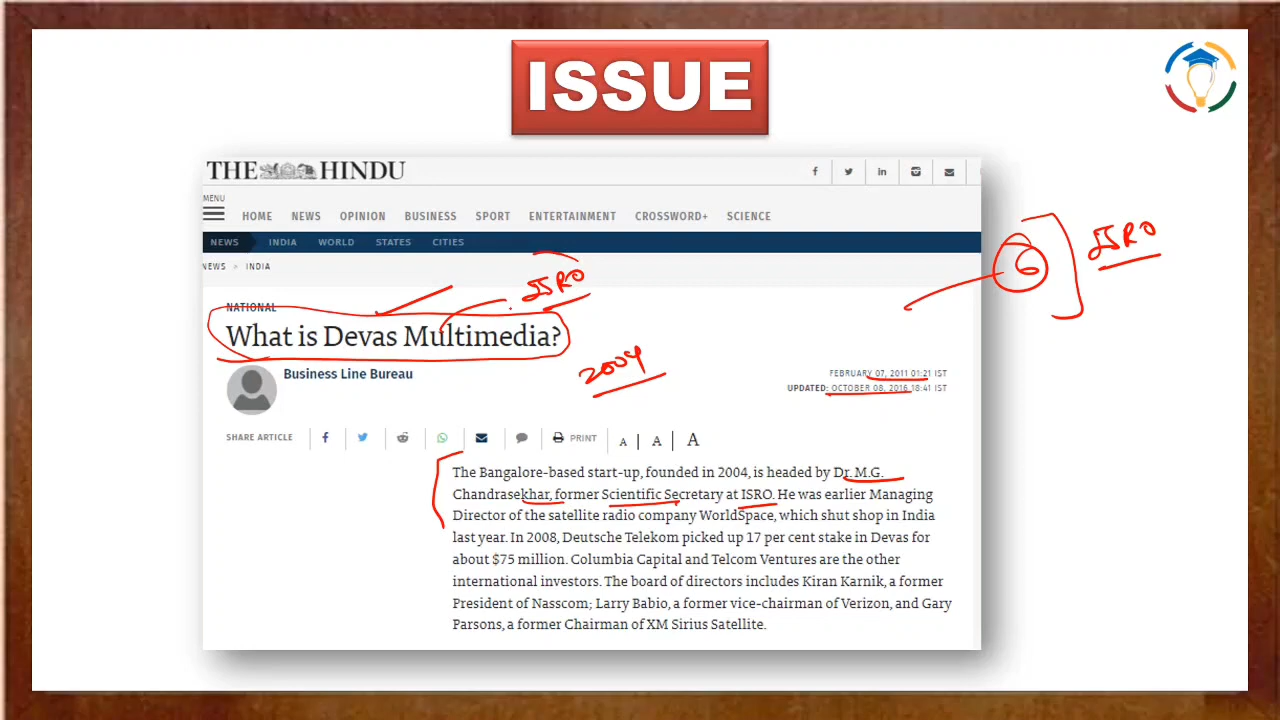 ISSUE
THE HINDU
MENU
HOME NEWS OPINION BUSINESS SPORT ENTERTAINMENT CROSSWORD+ SCIENCE
NEWS INDIA WORLD STATES CITIES
NEWS > INDIA
ISRO
6
ISRO
NATIONAL
What is Devas Multimedia?
2004
Business Line Bureau
FEBRUARY 07, 2011 01:21 IST
UPDATED: OCTOBER 08, 2016 18:41 IST
SHARE ARTICLE PRINT A A A
The Bangalore-based start-up, founded in 2004, is headed by Dr. M.G.
Chandrasekhar, former Scientific Secretary at ISRO. He was earlier Managing
Director of the satellite radio company WorldSpace, which shut shop in India
last year. In 2008, Deutsche Telekom picked up 17 per cent stake in Devas for
about $75 million. Columbia Capital and Telcom Ventures are the other
international investors. The board of directors includes Kiran Karnik, a former
President of Nasscom; Larry Babio, a former vice-chairman of Verizon, and Gary
Parsons, a former Chairman of XM Sirius Satellite.